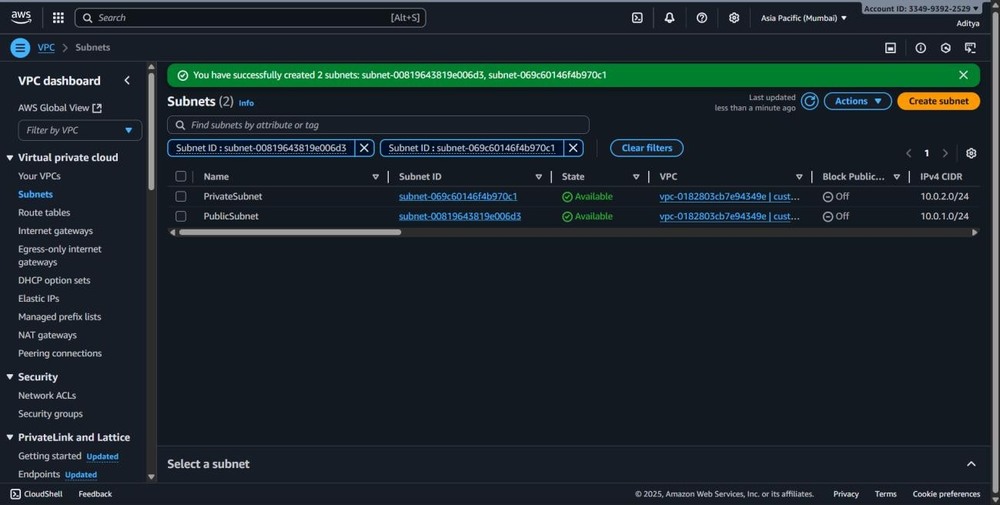 aws Search [Alt+S] Asia Pacific (Mumbai) ▼ Account ID: 3349-9392-2529 ▼
Aditya
VPC > Subnets
VPC dashboard
AWS Global View
Filter by VPC
Virtual private cloud
Your VPCs
Subnets
Route tables
Internet gateways
Egress-only internet
gateways
DHCP option sets
Elastic IPs
Managed prefix lists
NAT gateways
Peering connections
Security
Network ACLs
Security groups
PrivateLink and Lattice
Getting started Updated
Endpoints Updated
You have successfully created 2 subnets: subnet-00819643819e006d3, subnet-069c60146f4b970c1
Subnets (2) Info
Last updated
less than a minute ago
Actions ▼ Create subnet
Find subnets by attribute or tag
Subnet ID : subnet-00819643819e006d3 Subnet ID : subnet-069c60146f4b970c1 Clear filters
< 1 >
Name Subnet ID State VPC Block Public... IPv4 CIDR
PrivateSubnet subnet-069c60146f4b970c1 Available vpc-0182803cb7e94349e | cust... Off 10.0.2.0/24
PublicSubnet subnet-00819643819e006d3 Available vpc-0182803cb7e94349e | cust... Off 10.0.1.0/24
Select a subnet
CloudShell Feedback © 2025, Amazon Web Services, Inc. or its affiliates. Privacy Terms Cookie preferences